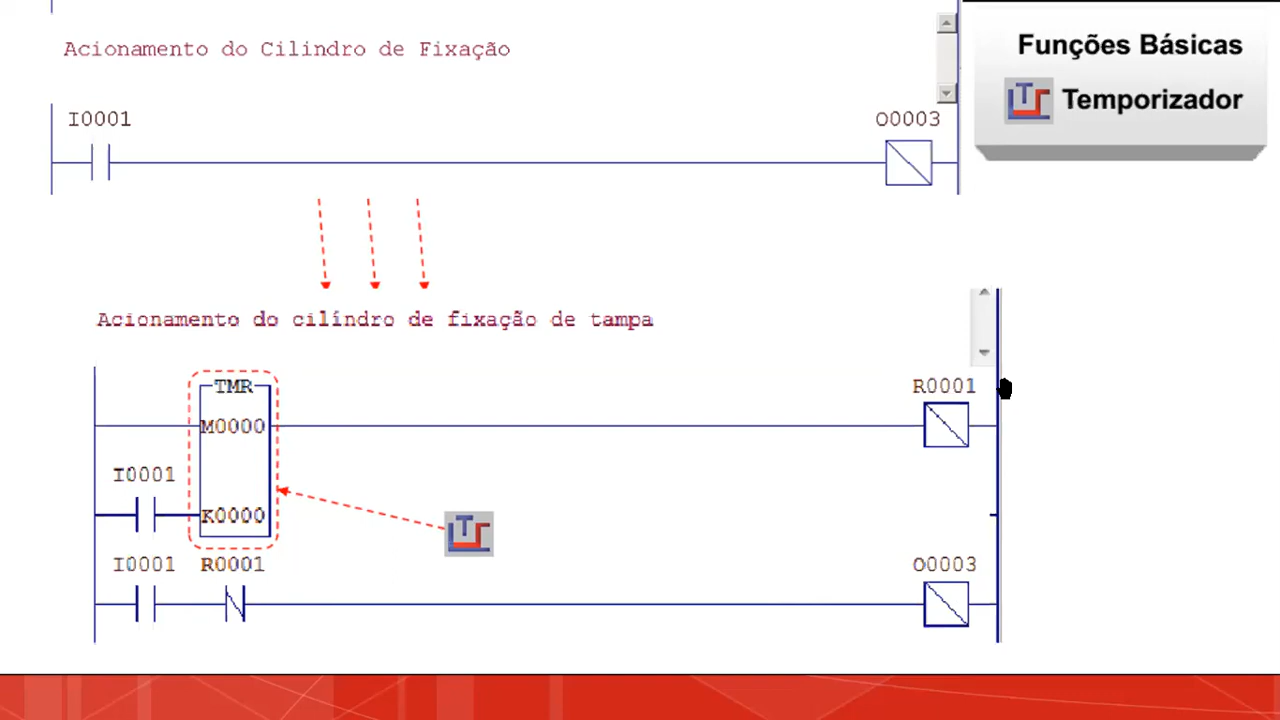 Acionamento do Cilindro de Fixação
Funções Básicas
Temporizador
I0001
O0003
Acionamento do cilíndro de fixação de tampa
TMR
R0001
M0000
I0001
K0000
I0001 R0001
O0003